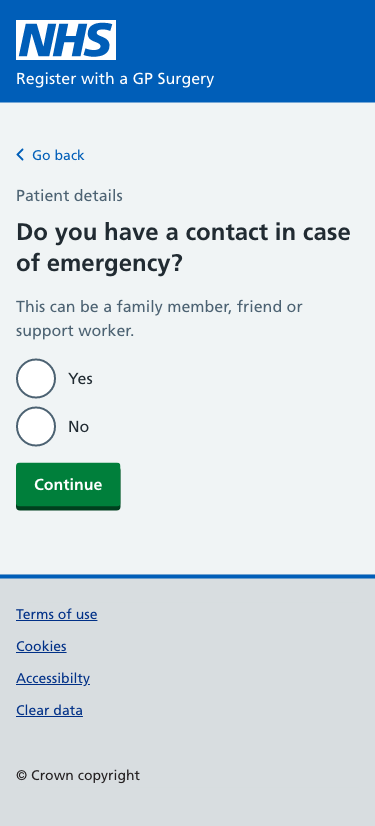 NHS
Register with a GP Surgery
Go back
Patient details
Do you have a contact in case
of emergency?
This can be a family member, friend or
support worker.
Yes
No
Continue
Terms of use
Cookies
Accessibilty
Clear data
© Crown copyright